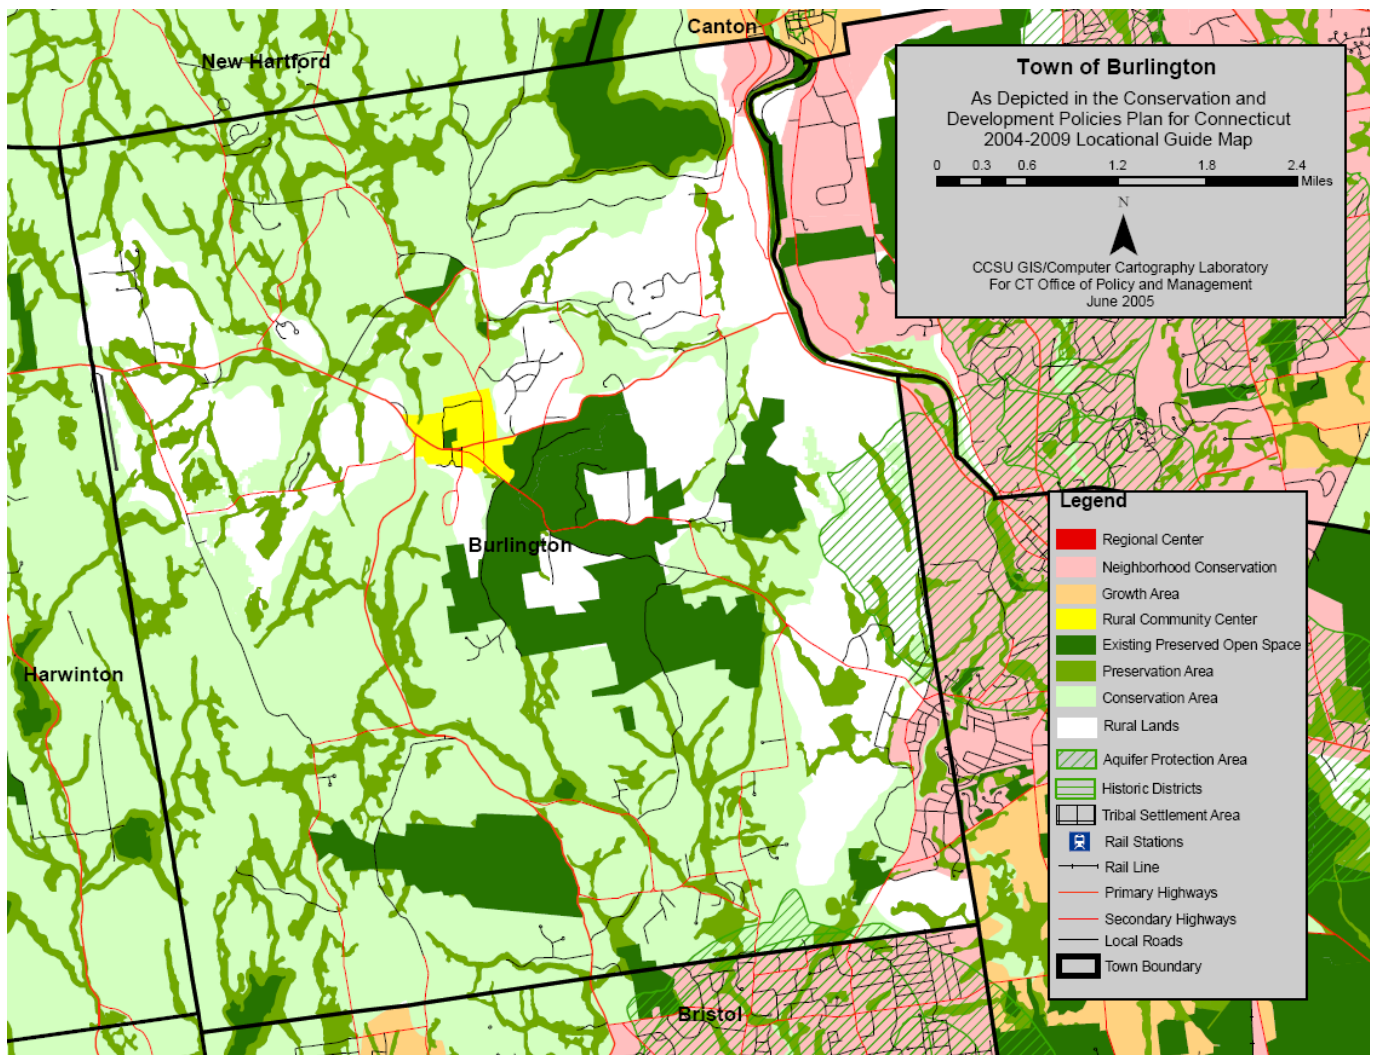 Canton
New Hartford
Town of Burlington
As Depicted in the Conservation and
Development Policies Plan for Connecticut
2004-2009 Locational Guide Map
0 0.3 0.6 1.2 1.8 2.4
Miles
N
CCSU GIS/Computer Cartography Laboratory
For CT Office of Policy and Management
June 2005
Burlington
Harwinton
Bristol
Legend
Regional Center
Neighborhood Conservation
Growth Area
Rural Community Center
Existing Preserved Open Space
Preservation Area
Conservation Area
Rural Lands
Aquifer Protection Area
Historic Districts
Tribal Settlement Area
Rail Stations
Rail Line
Primary Highways
Secondary Highways
Local Roads
Town Boundary